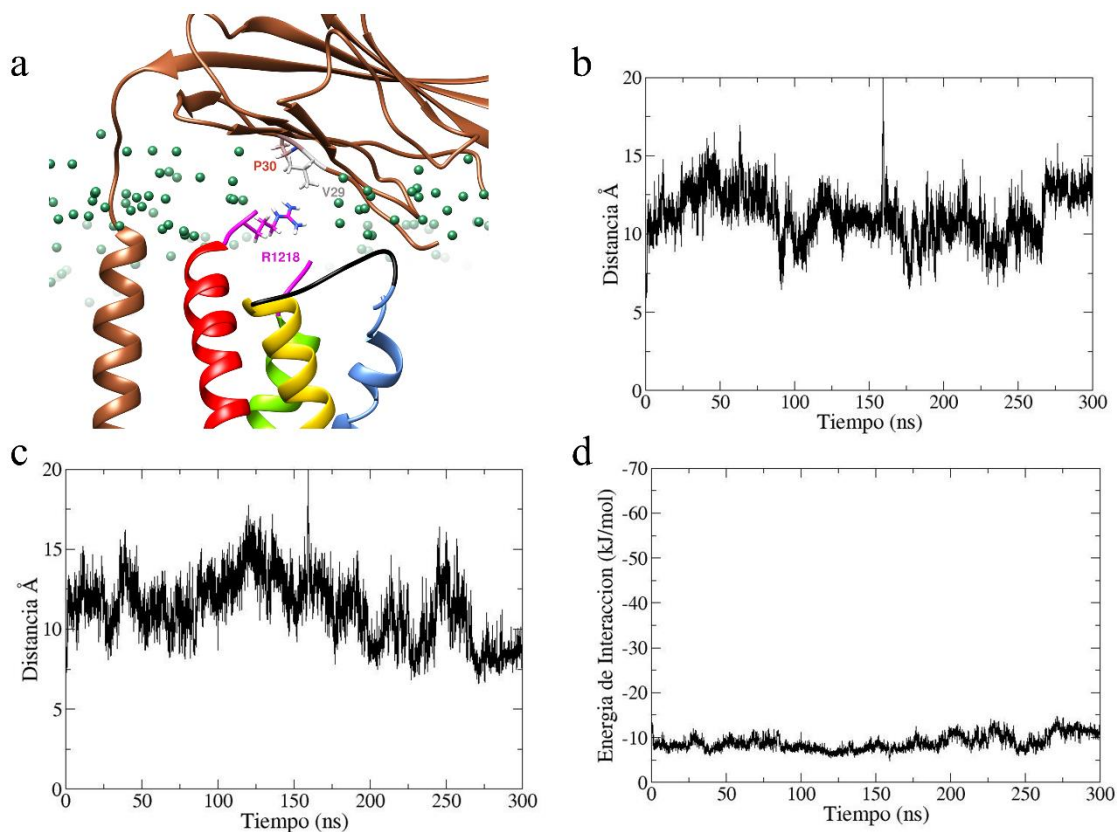 a
P30
V29
R1218
b
20
15
10
5
0
Distancia Å
0 50 100 150 200 250 300
Tiempo (ns)
c
20
15
10
5
0
Distancia Å
0 50 100 150 200 250 300
Tiempo (ns)
d
-70
-60
-50
-40
-30
-20
-10
0
Energia de Interaccion (kJ/mol)
0 50 100 150 200 250 300
Tiempo (ns)